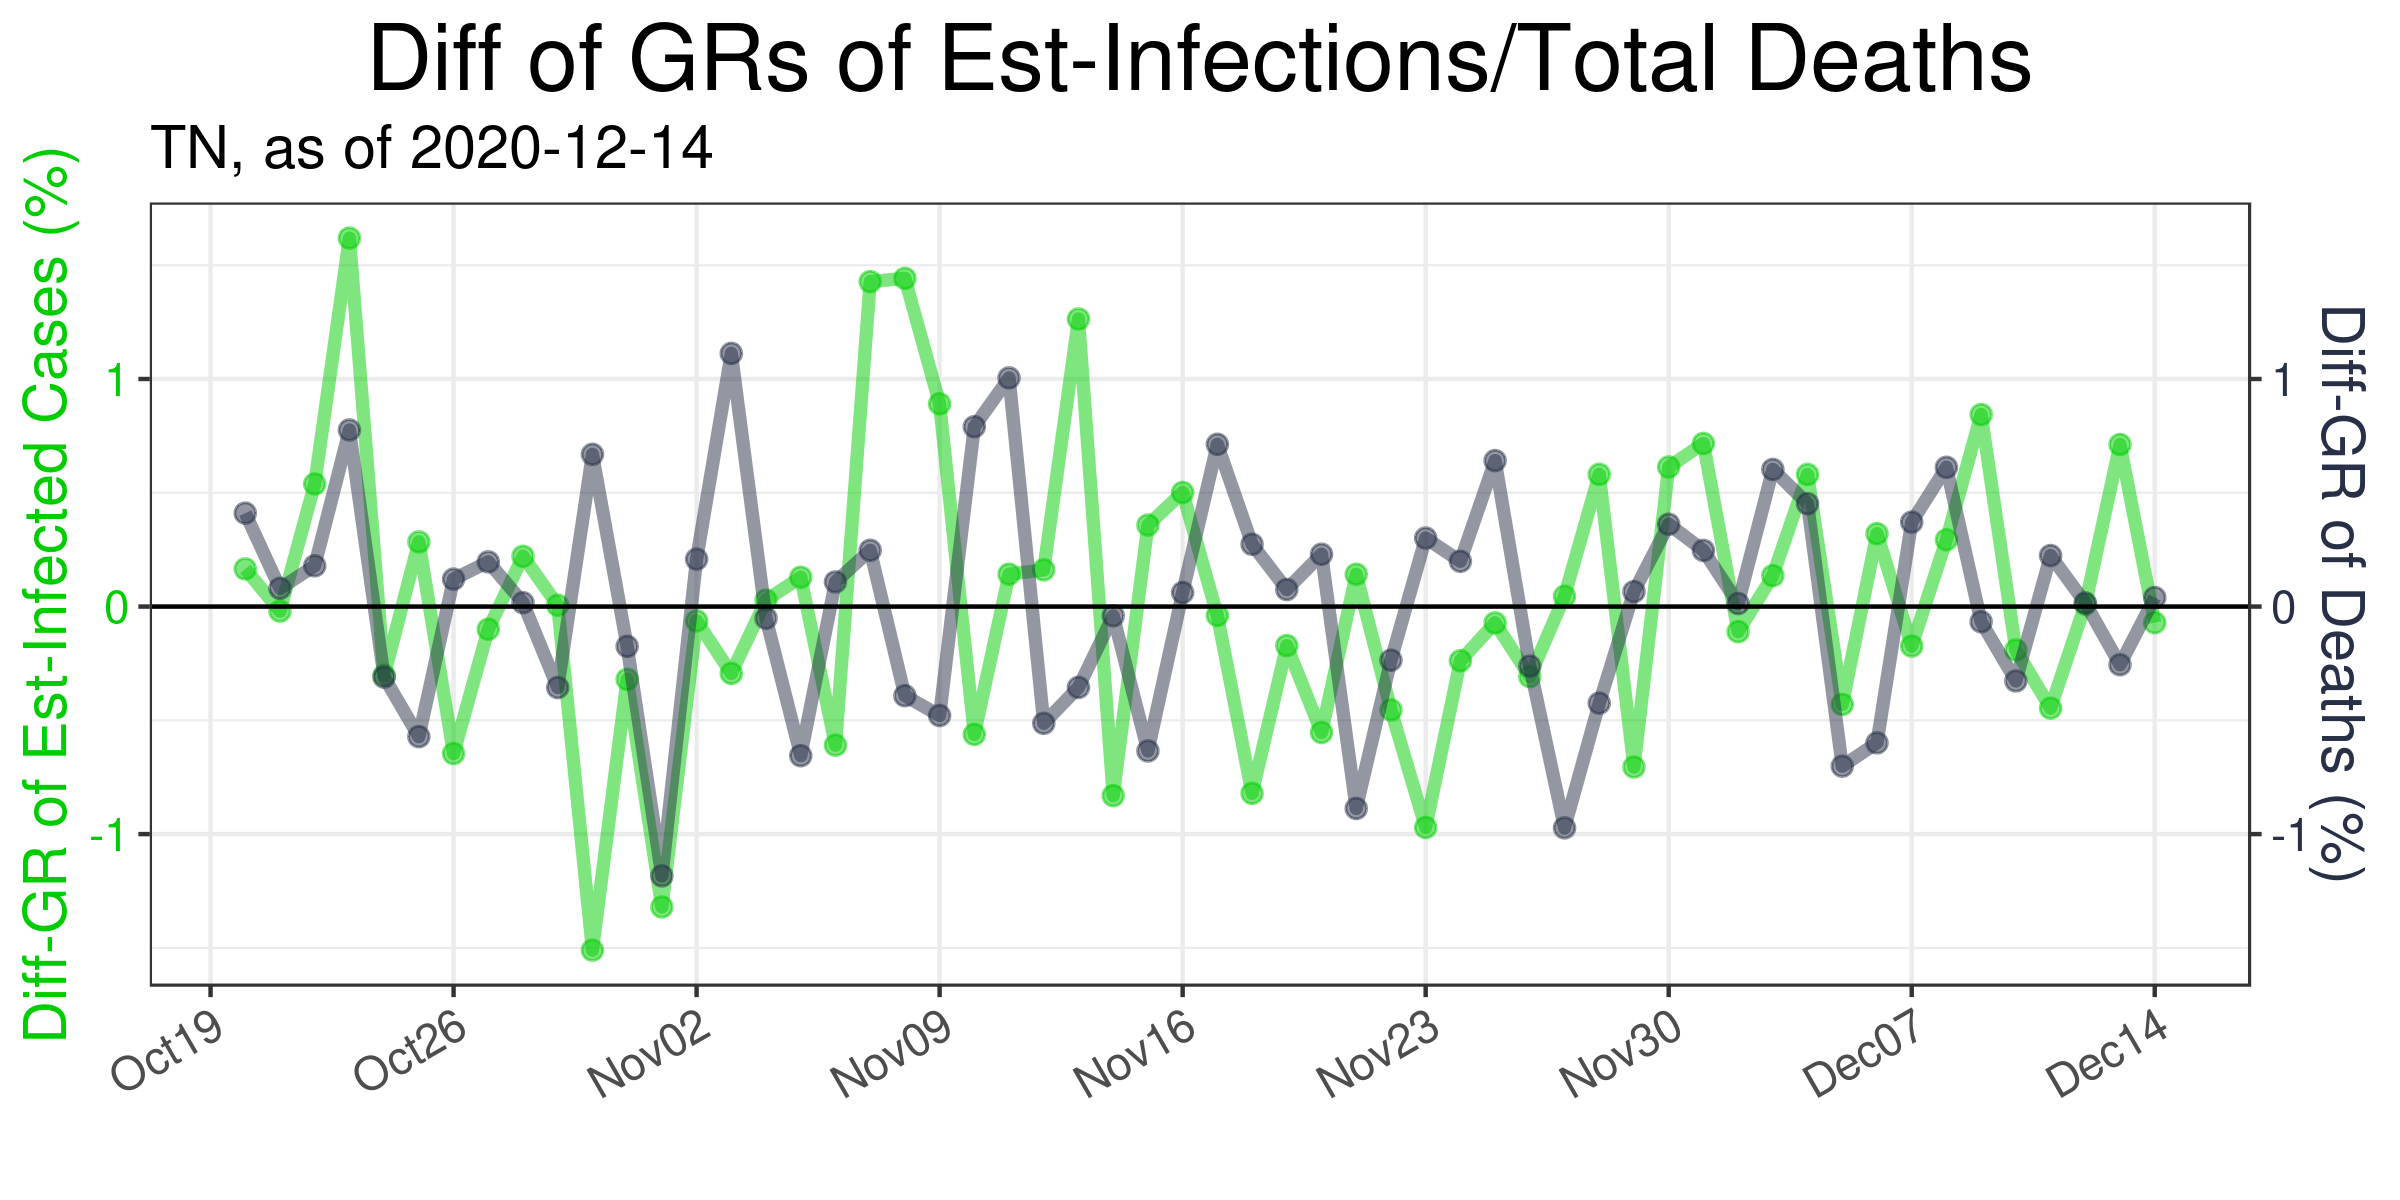 Diff of GRs of Est-Infections/Total Deaths
TN, as of 2020-12-14
Diff-GR of Est-Infected Cases (%)
1
0
-1
1
0
-1
Diff-GR of Deaths (%)
Oct19
Oct26
Nov02
Nov09
Nov16
Nov23
Nov30
Dec07
Dec14